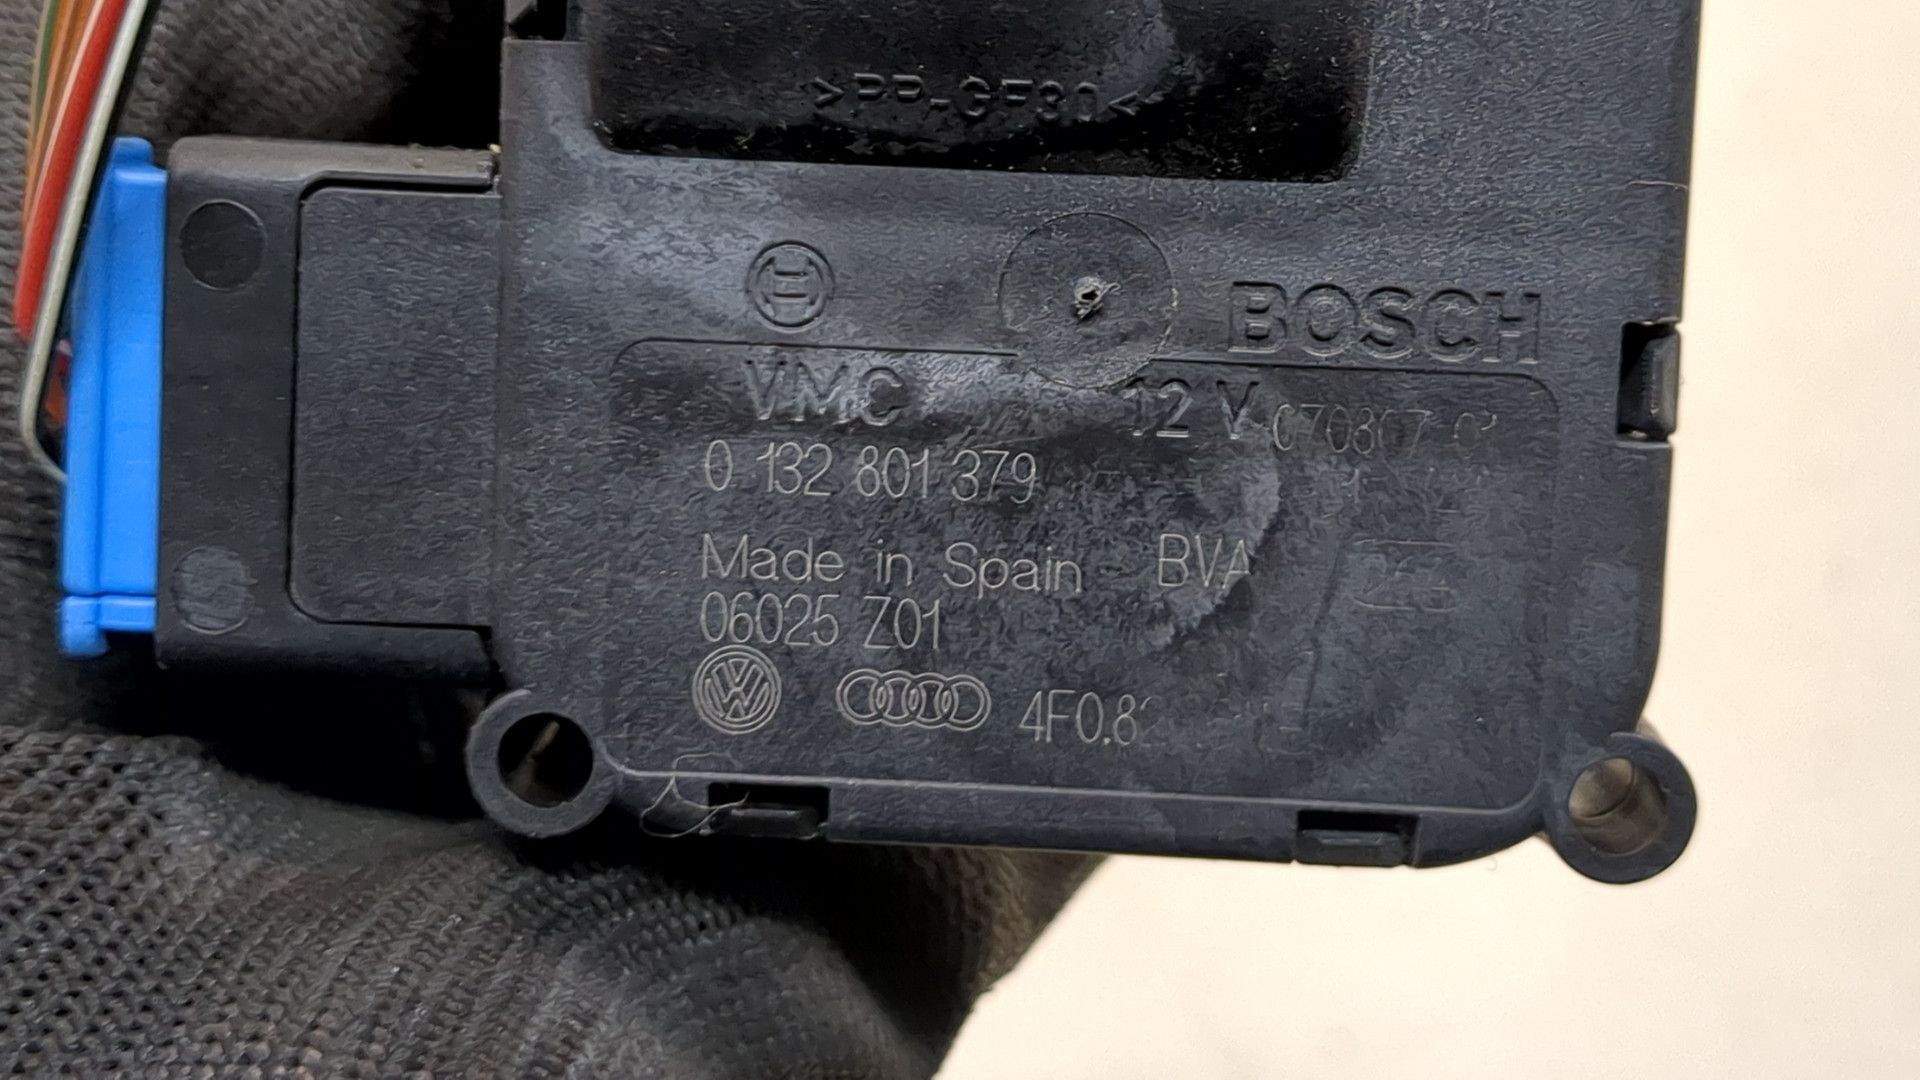 >PP-GF30<
BOSCH
VMC 12 V
0 132 801 379
Made in Spain BVA
06025 Z01
4F0.8